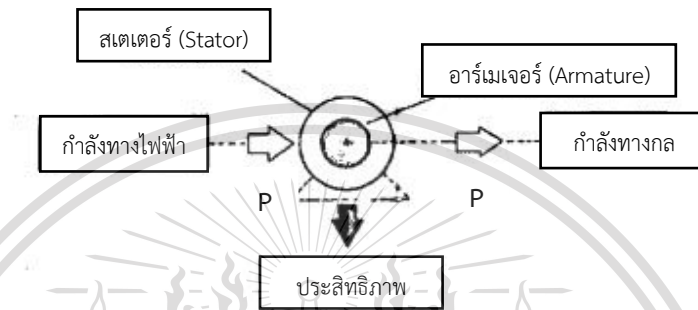 สเตเตอร์ (Stator)
อาร์เมเจอร์ (Armature)
กำลังทางไฟฟ้า
กำลังทางกล
P
P
ประสิทธิภาพ